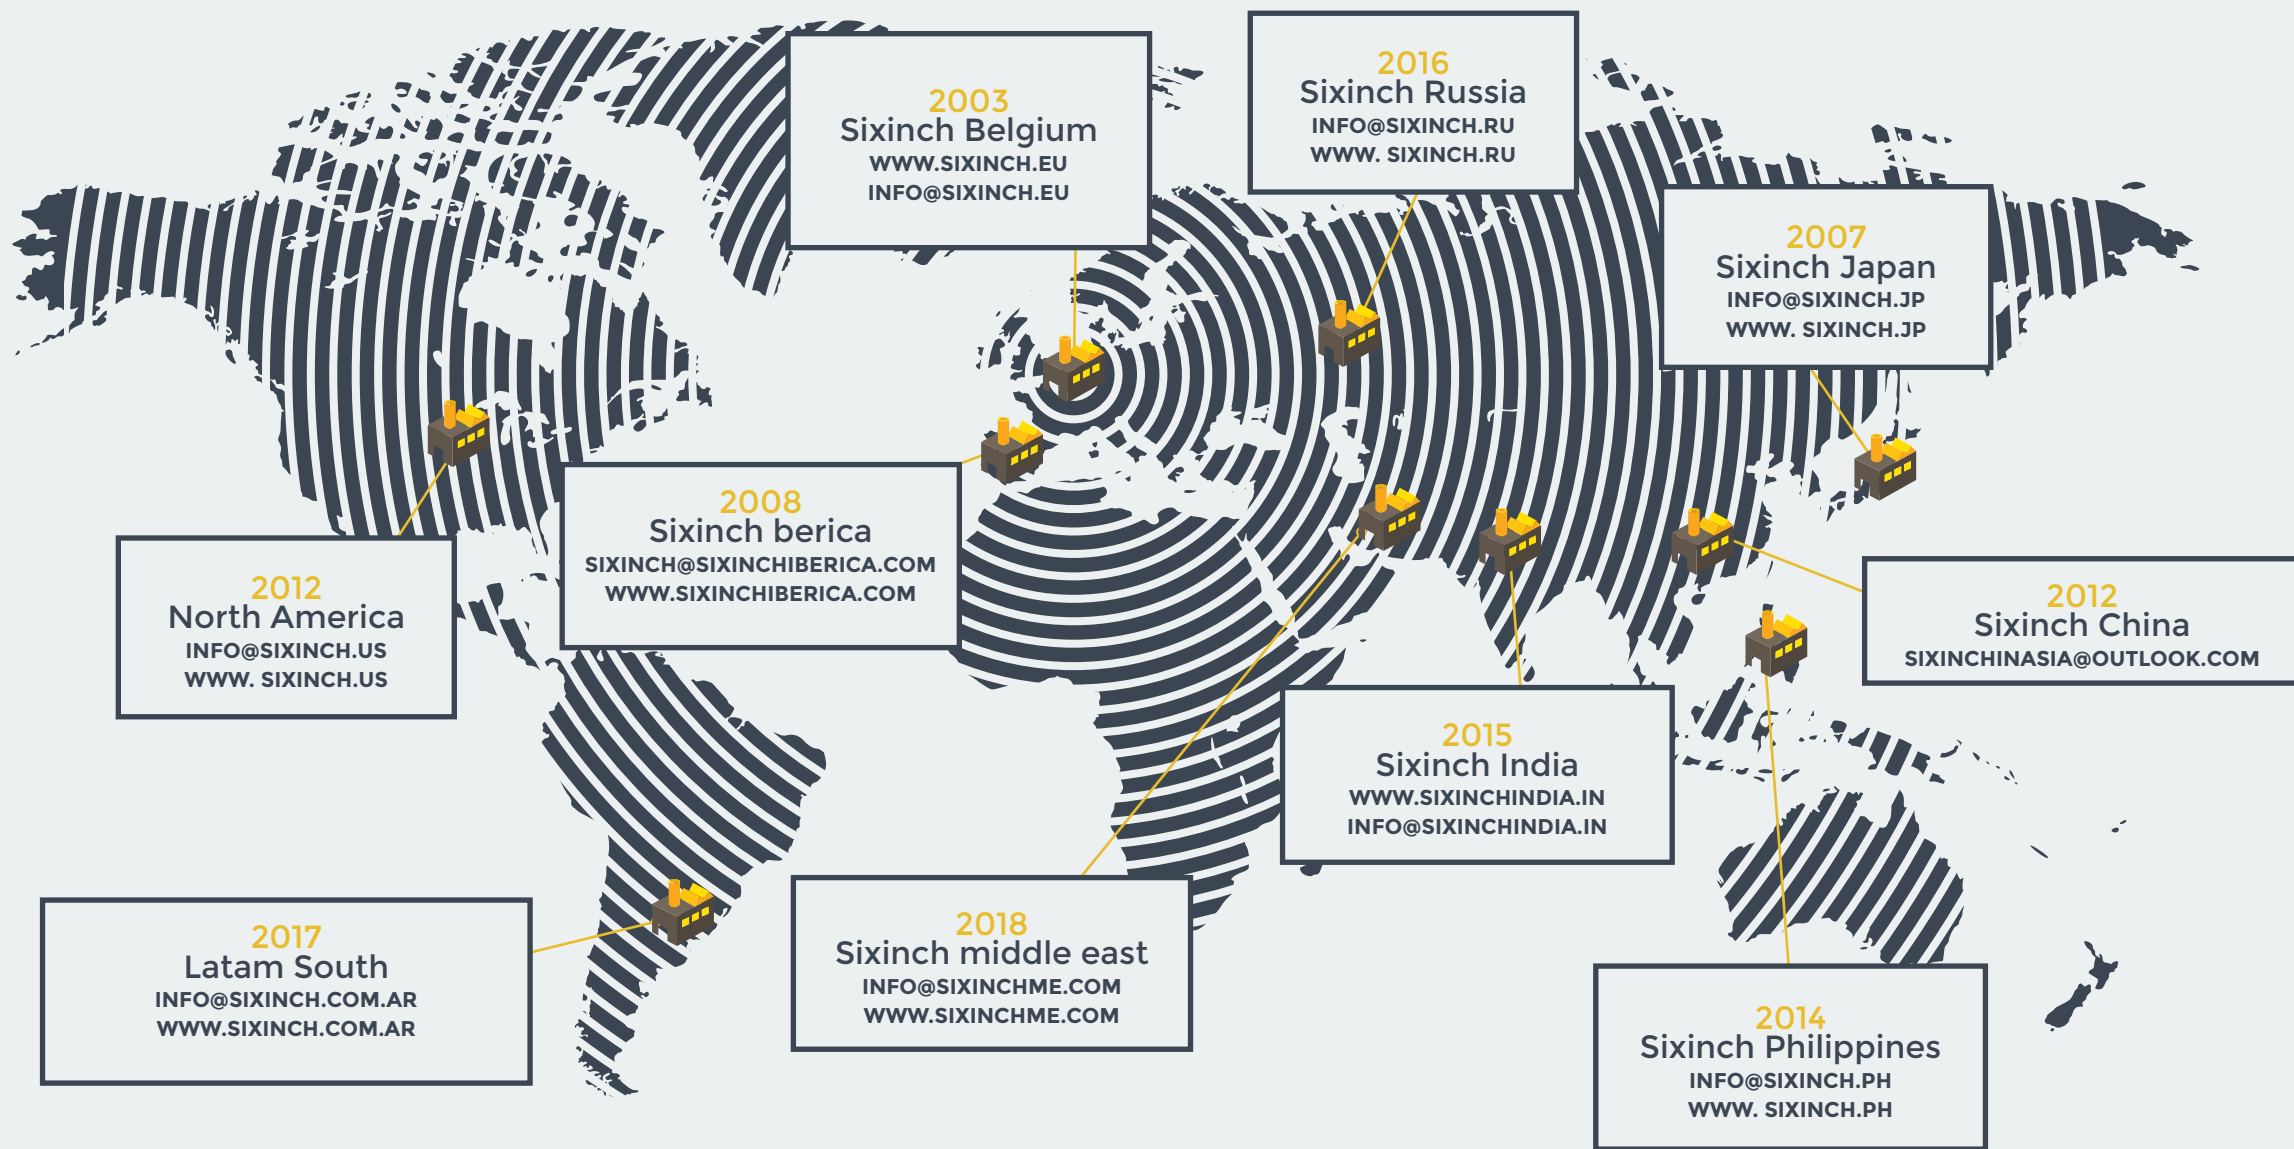 2003
Sixinch Belgium
WWW.SIXINCH.EU
INFO@SIXINCH.EU
2016
Sixinch Russia
INFO@SIXINCH.RU
WWW. SIXINCH.RU
2007
Sixinch Japan
INFO@SIXINCH.JP
WWW. SIXINCH.JP
2008
Sixinch berica
SIXINCH@SIXINCHIBERICA.COM
WWW.SIXINCHIBERICA.COM
2012
North America
INFO@SIXINCH.US
WWW. SIXINCH.US
2012
Sixinch China
SIXINCHINASIA@OUTLOOK.COM
2015
Sixinch India
WWW.SIXINCHINDIA.IN
INFO@SIXINCHINDIA.IN
2017
Latam South
INFO@SIXINCH.COM.AR
WWW.SIXINCH.COM.AR
2018
Sixinch middle east
INFO@SIXINCHME.COM
WWW.SIXINCHME.COM
2014
Sixinch Philippines
INFO@SIXINCH.PH
WWW. SIXINCH.PH